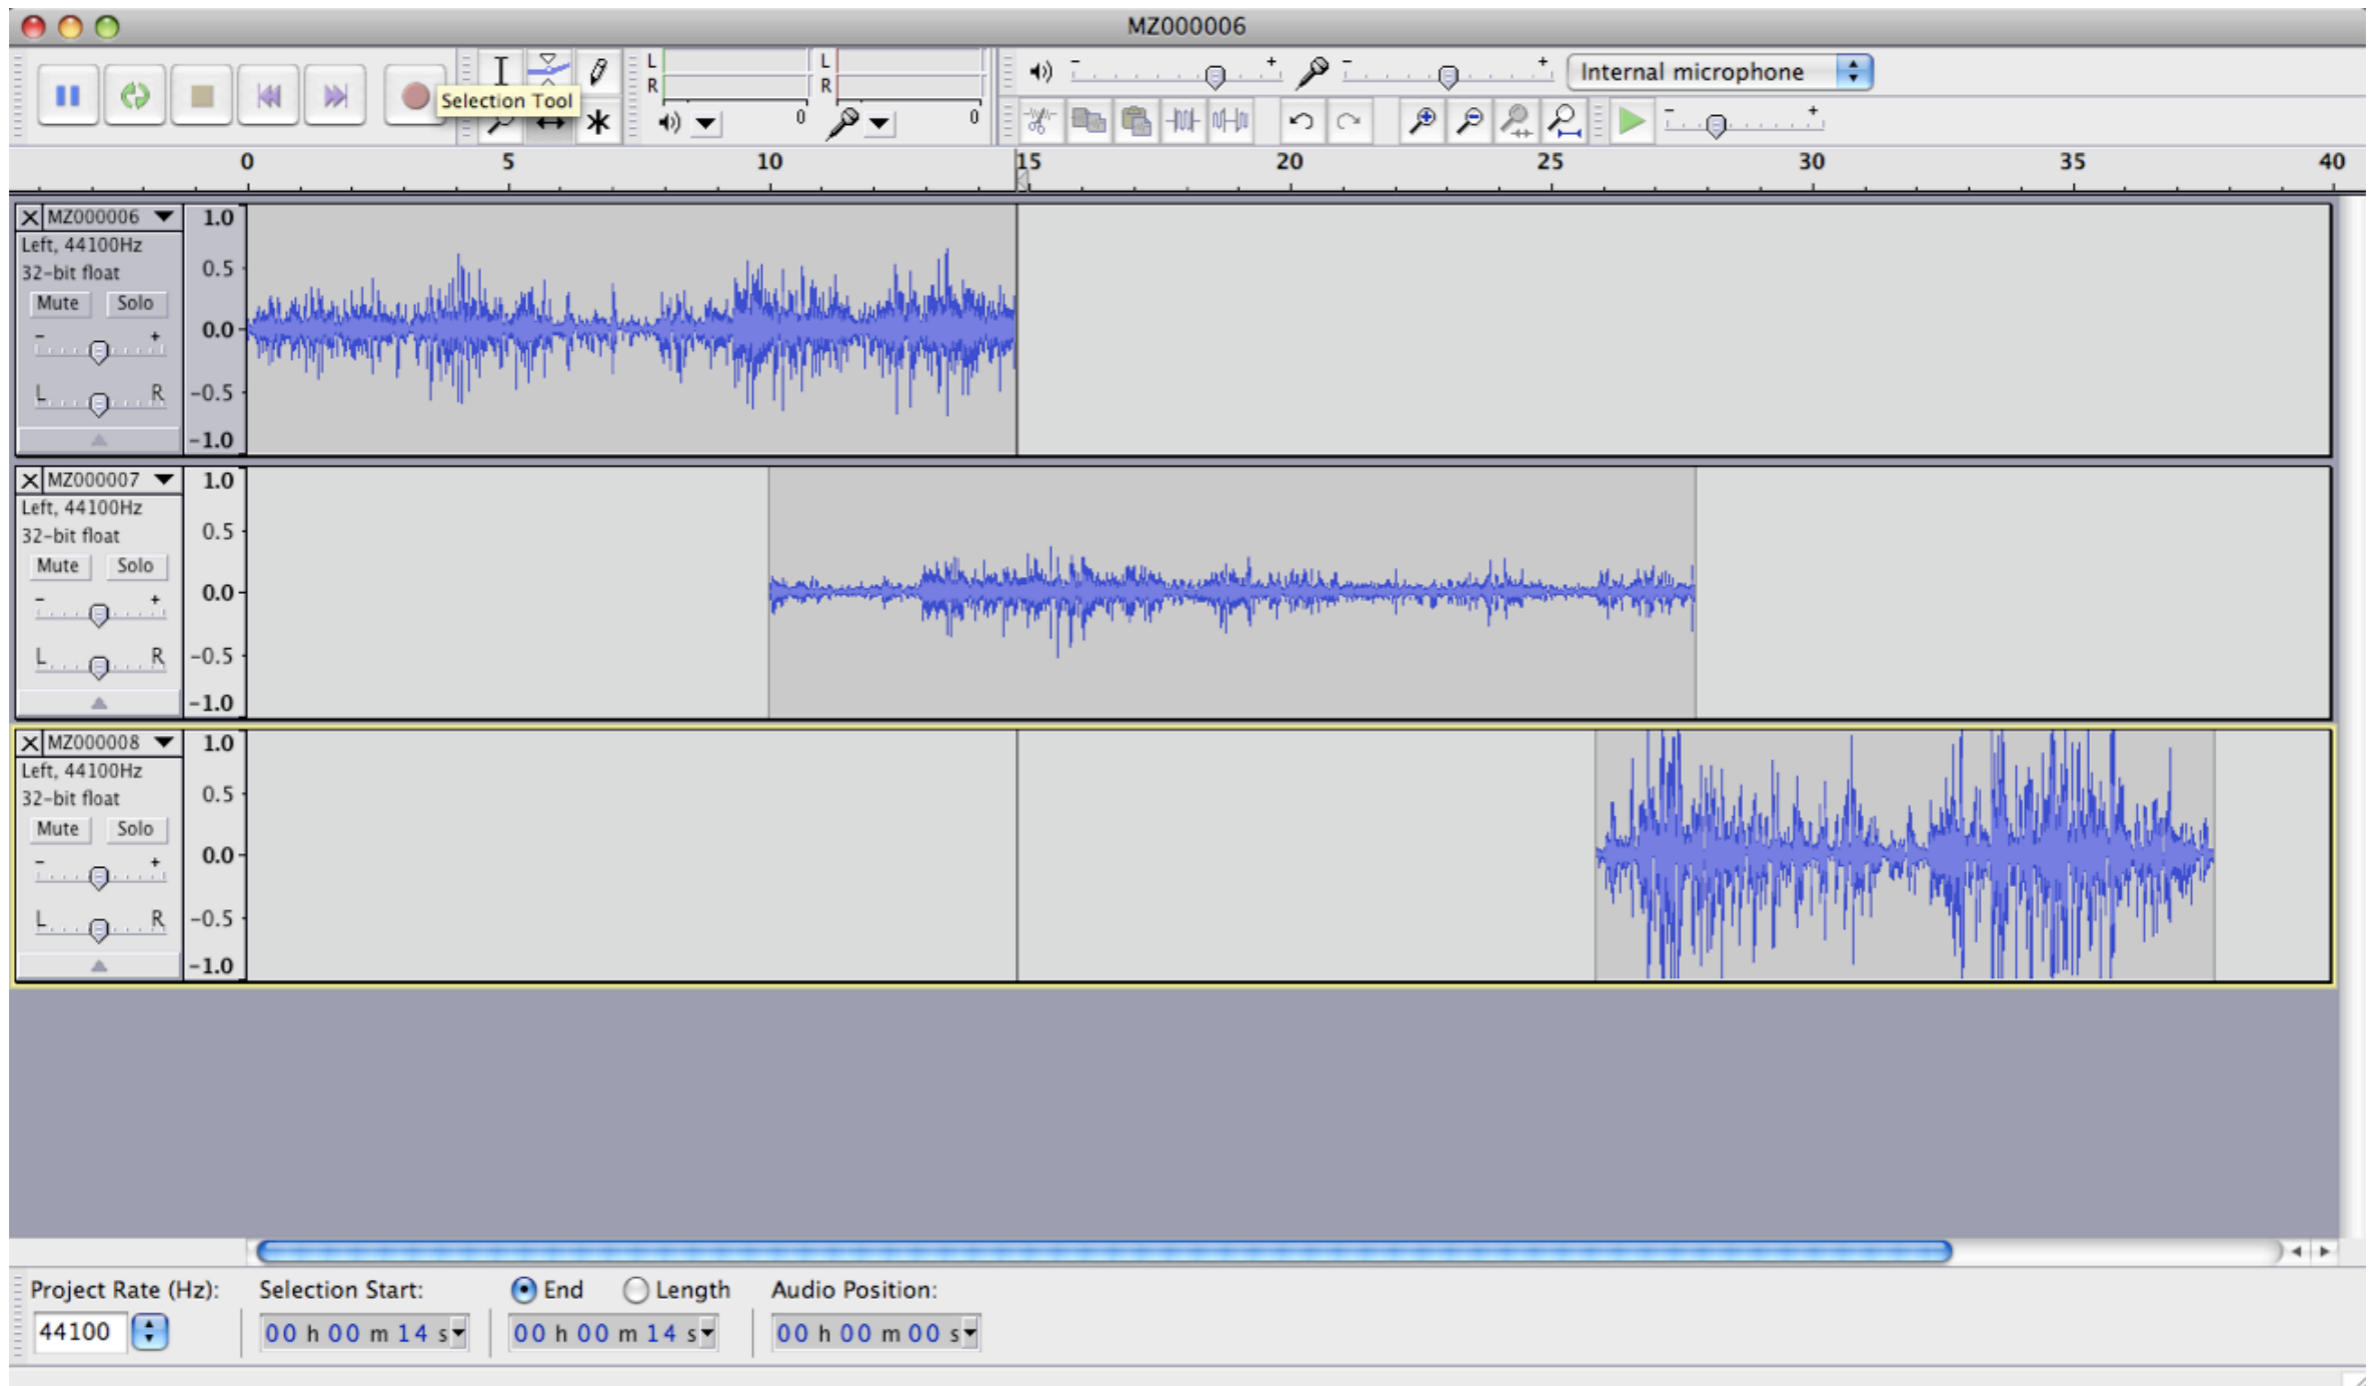 MZ000006
L
R
0
L
R
0
- +
- +
Internal microphone
Selection Tool
- +
0 5 10 15 20 25 30 35 40
X MZ000006
Left, 44100Hz
32-bit float
Mute Solo
- +
L R
1.0
0.5
0.0
-0.5
-1.0
X MZ000007
Left, 44100Hz
32-bit float
Mute Solo
- +
L R
1.0
0.5
0.0
-0.5
-1.0
X MZ000008
Left, 44100Hz
32-bit float
Mute Solo
- +
L R
1.0
0.5
0.0
-0.5
-1.0
Project Rate (Hz): Selection Start: End Length Audio Position:
44100 00 h 00 m 14 s 00 h 00 m 14 s 00 h 00 m 00 s